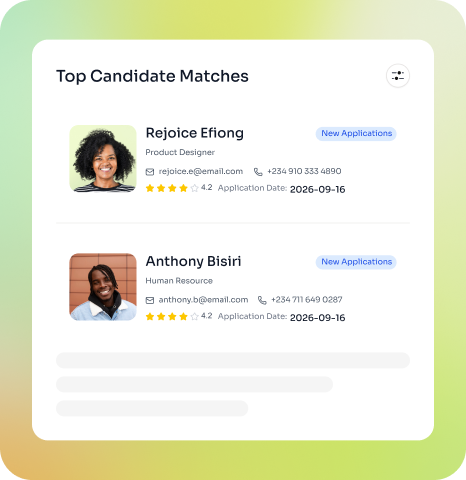 Top Candidate Matches
Rejoice Efiong
New Applications
Product Designer
rejoice.e@email.com +234 910 333 4890
4.2 Application Date: 2026-09-16
Anthony Bisiri
New Applications
Human Resource
anthony.b@email.com +234 711 649 0287
4.2 Application Date: 2026-09-16